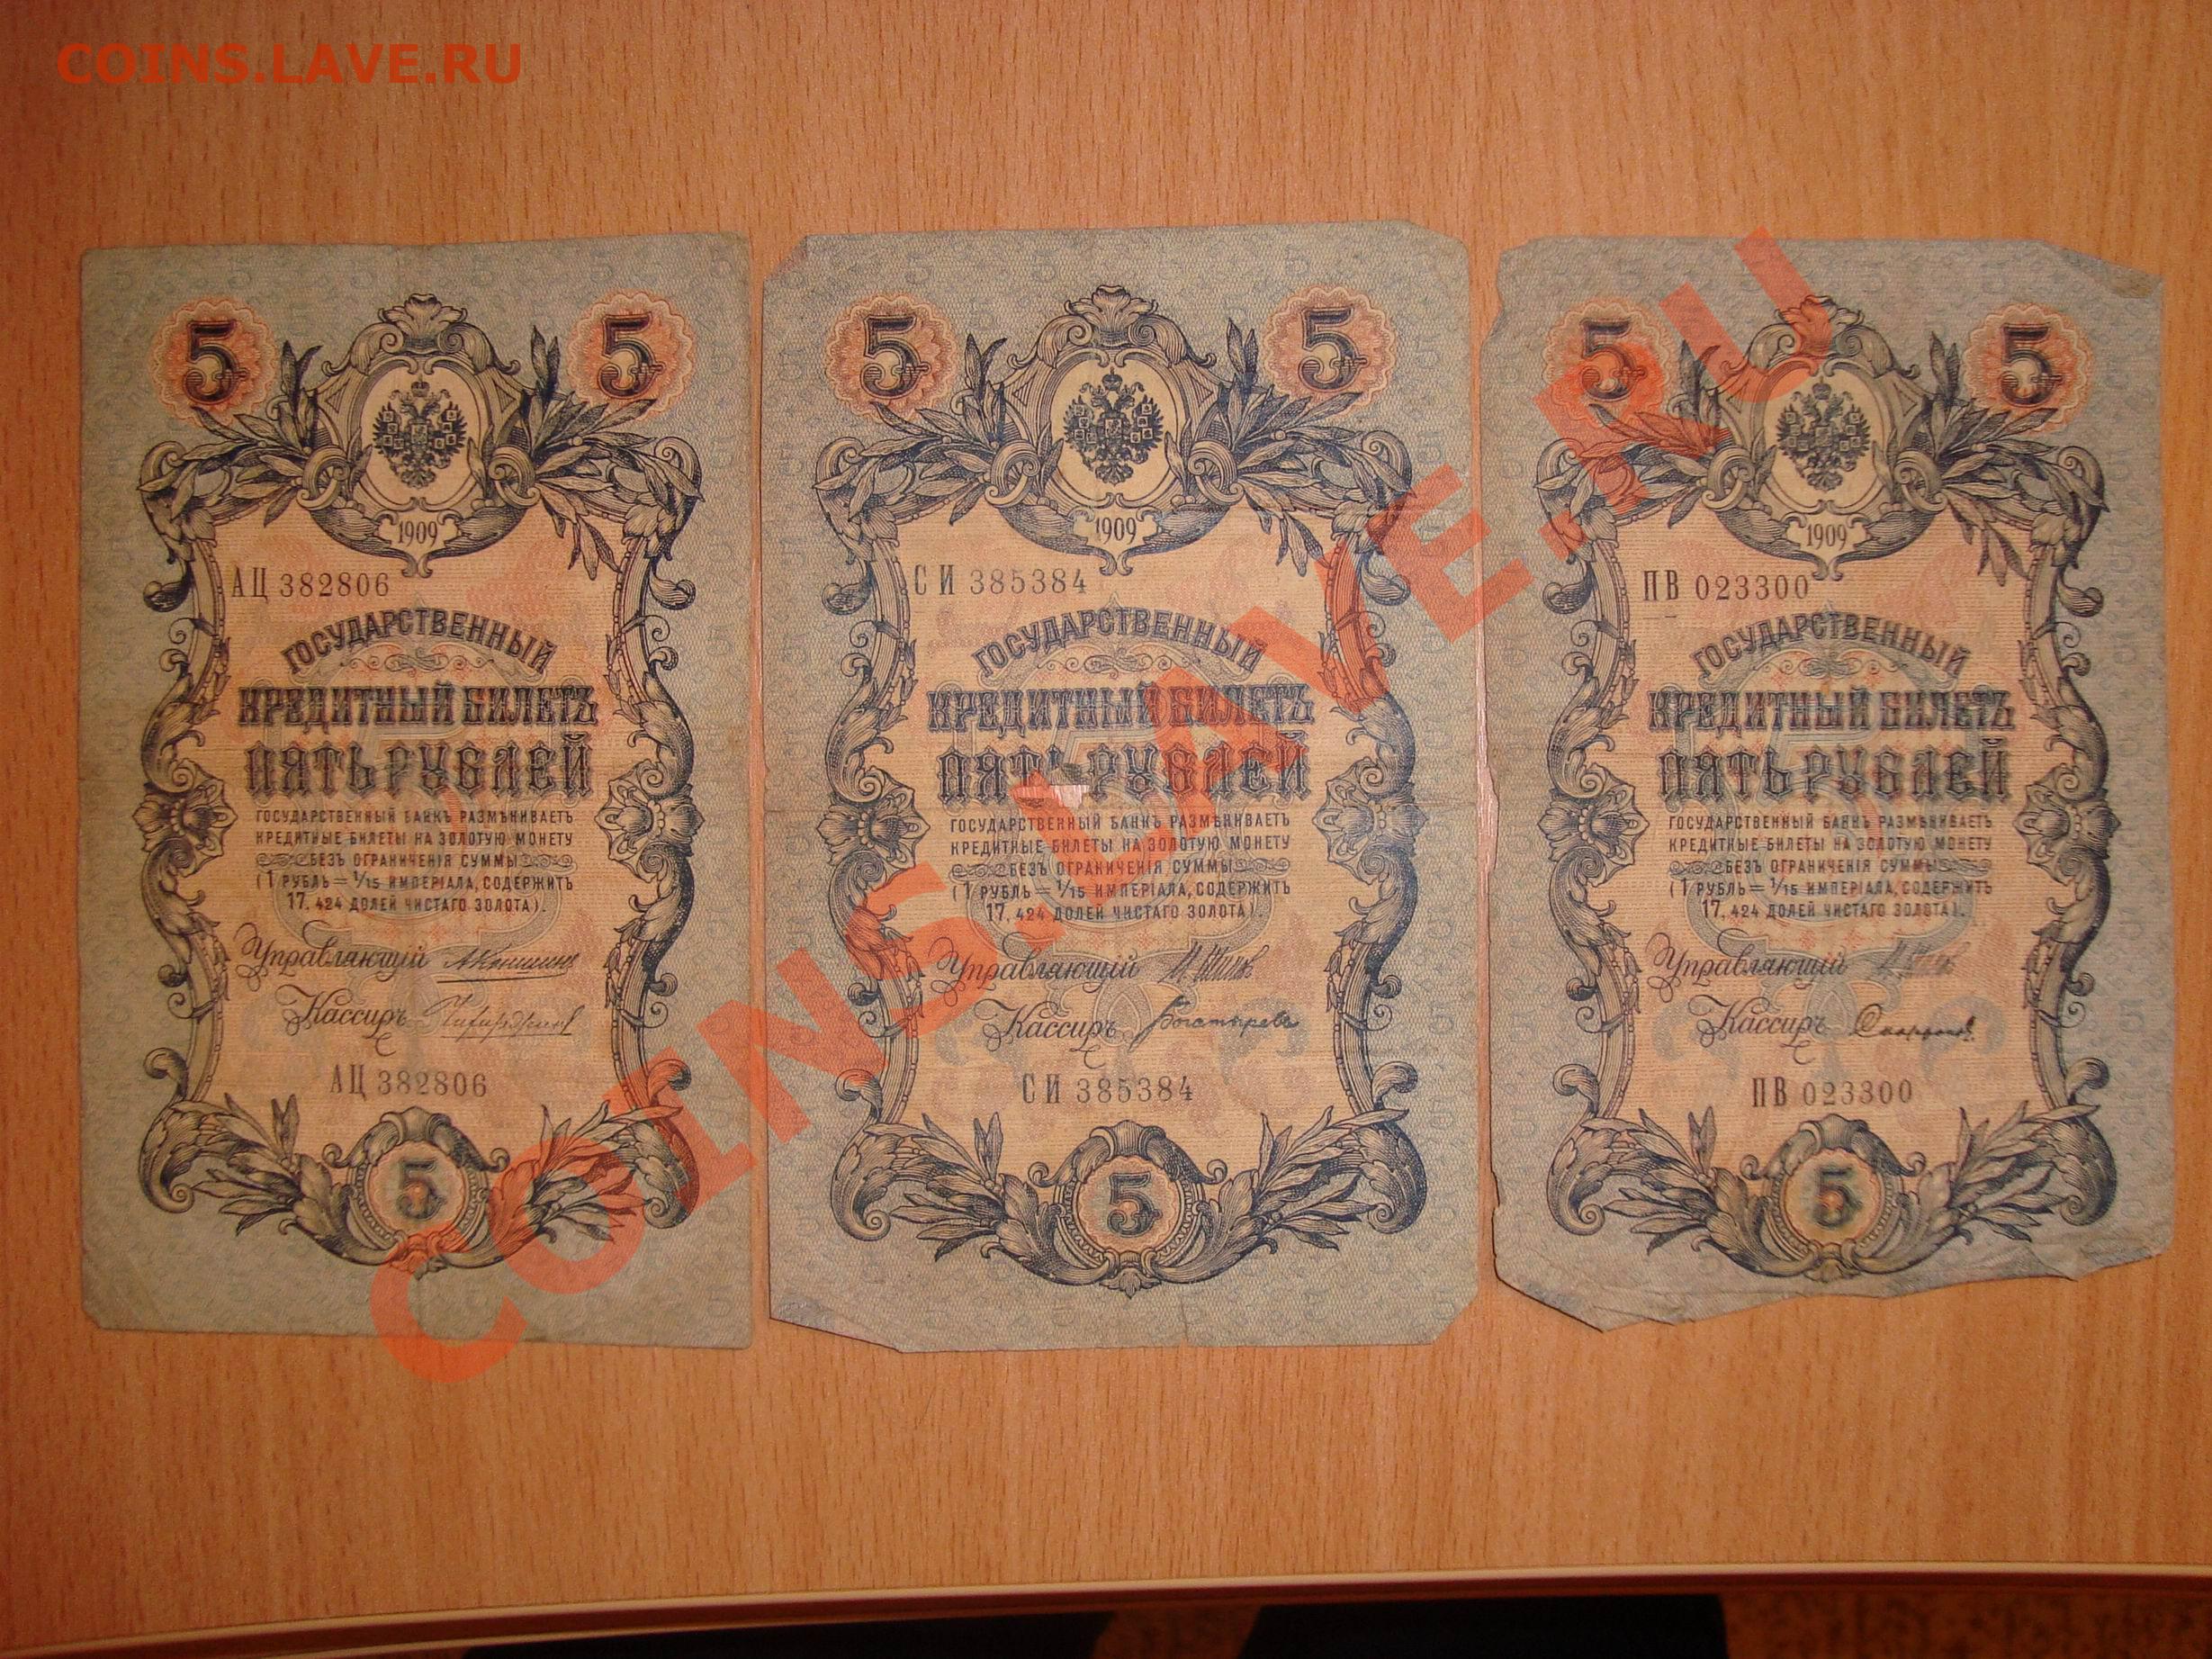 COINS.LAVE.RU
5 5
1909
АЦ 382806
ГОСУДАРСТВЕННЫЙ
КРЕДИТНЫЙ БИЛЕТЪ
ПЯТЬ РУБЛЕЙ
ГОСУДАРСТВЕННЫЙ БАНКЪ РАЗМѢНИВАЕТЪ
КРЕДИТНЫЕ БИЛЕТЫ НА ЗОЛОТУЮ МОНЕТУ
БЕЗЪ ОГРАНИЧЕНІЯ СУММЫ
(1 РУБЛЬ = 1/15 ИМПЕРІАЛА, СОДЕРЖИТЪ
17,424 ДОЛЕЙ ЧИСТАГО ЗОЛОТА).
Управляющій А Коншинъ
Кассиръ
АЦ 382806
5
5 5
1909
СИ 385384
ГОСУДАРСТВЕННЫЙ
КРЕДИТНЫЙ БИЛЕТЪ
ПЯТЬ РУБЛЕЙ
ГОСУДАРСТВЕННЫЙ БАНКЪ РАЗМѢНИВАЕТЪ
КРЕДИТНЫЕ БИЛЕТЫ НА ЗОЛОТУЮ МОНЕТУ
БЕЗЪ ОГРАНИЧЕНІЯ СУММЫ
(1 РУБЛЬ = 1/15 ИМПЕРІАЛА, СОДЕРЖИТЪ
17,424 ДОЛЕЙ ЧИСТАГО ЗОЛОТА).
Управляющій И Шиповъ
Кассиръ Богатыревъ
СИ 385384
5
5 5
1909
ПВ 023300
ГОСУДАРСТВЕННЫЙ
КРЕДИТНЫЙ БИЛЕТЪ
ПЯТЬ РУБЛЕЙ
ГОСУДАРСТВЕННЫЙ БАНКЪ РАЗМѢНИВАЕТЪ
КРЕДИТНЫЕ БИЛЕТЫ НА ЗОЛОТУЮ МОНЕТУ
БЕЗЪ ОГРАНИЧЕНІЯ СУММЫ
(1 РУБЛЬ = 1/15 ИМПЕРІАЛА, СОДЕРЖИТЪ
17,424 ДОЛЕЙ ЧИСТАГО ЗОЛОТА).
Управляющій И Шиповъ
Кассиръ
ПВ 023300
5
COINS.LAVE.RU